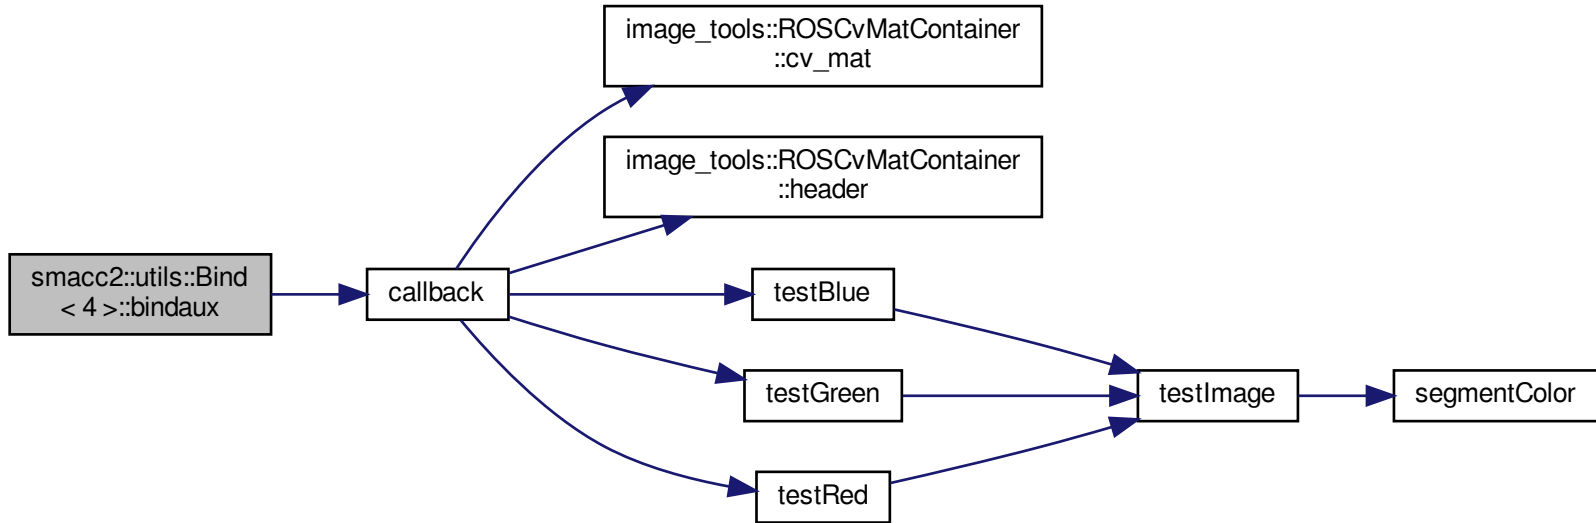 image_tools::ROSCvMatContainer
::cv_mat
image_tools::ROSCvMatContainer
::header
smacc2::utils::Bind
< 4 >::bindaux
callback
testBlue
testGreen
testImage
segmentColor
testRed